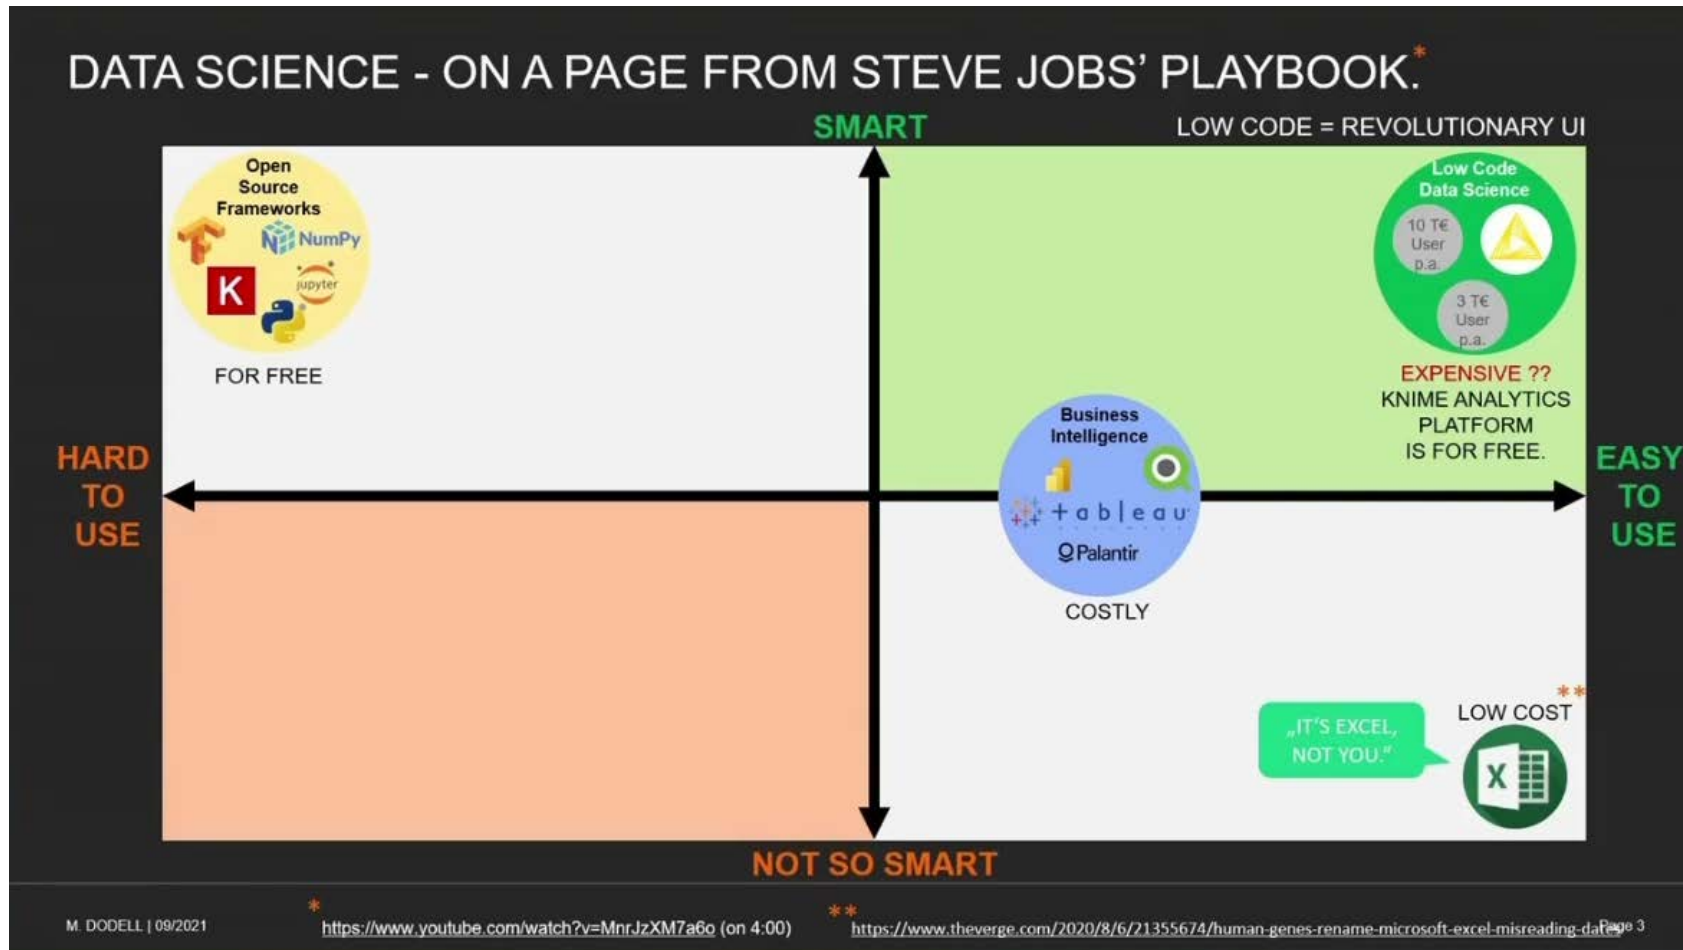 DATA SCIENCE - ON A PAGE FROM STEVE JOBS' PLAYBOOK.*
SMART
LOW CODE = REVOLUTIONARY UI
Open
Source
Frameworks
NumPy
K
jupyter
FOR FREE
Low Code
Data Science
10 T€
User
p.a.
3 T€
User
p.a.
EXPENSIVE ??
KNIME ANALYTICS
PLATFORM
IS FOR FREE.
Business
Intelligence
+ a b | e a u
Palantir
COSTLY
HARD
TO
USE
EASY
TO
USE
**
LOW COST
„IT'S EXCEL,
NOT YOU."
X
NOT SO SMART
M. DODELL | 09/2021
* https://www.youtube.com/watch?v=MnrJzXM7a6o (on 4:00)
** https://www.theverge.com/2020/8/6/21355674/human-genes-rename-microsoft-excel-misreading-dates
Page 3